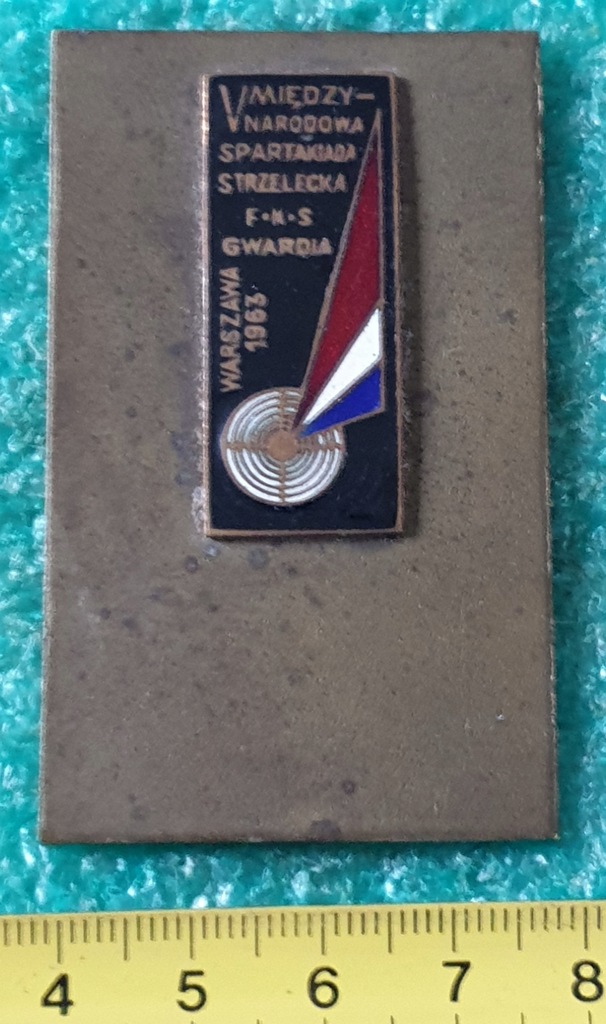 V MIĘDZY-
NARODOWA
SPARTAKIADA
STRZELECKA
F•K•S
GWARDIA
WARSZAWA
1963
4 5 6 7 8